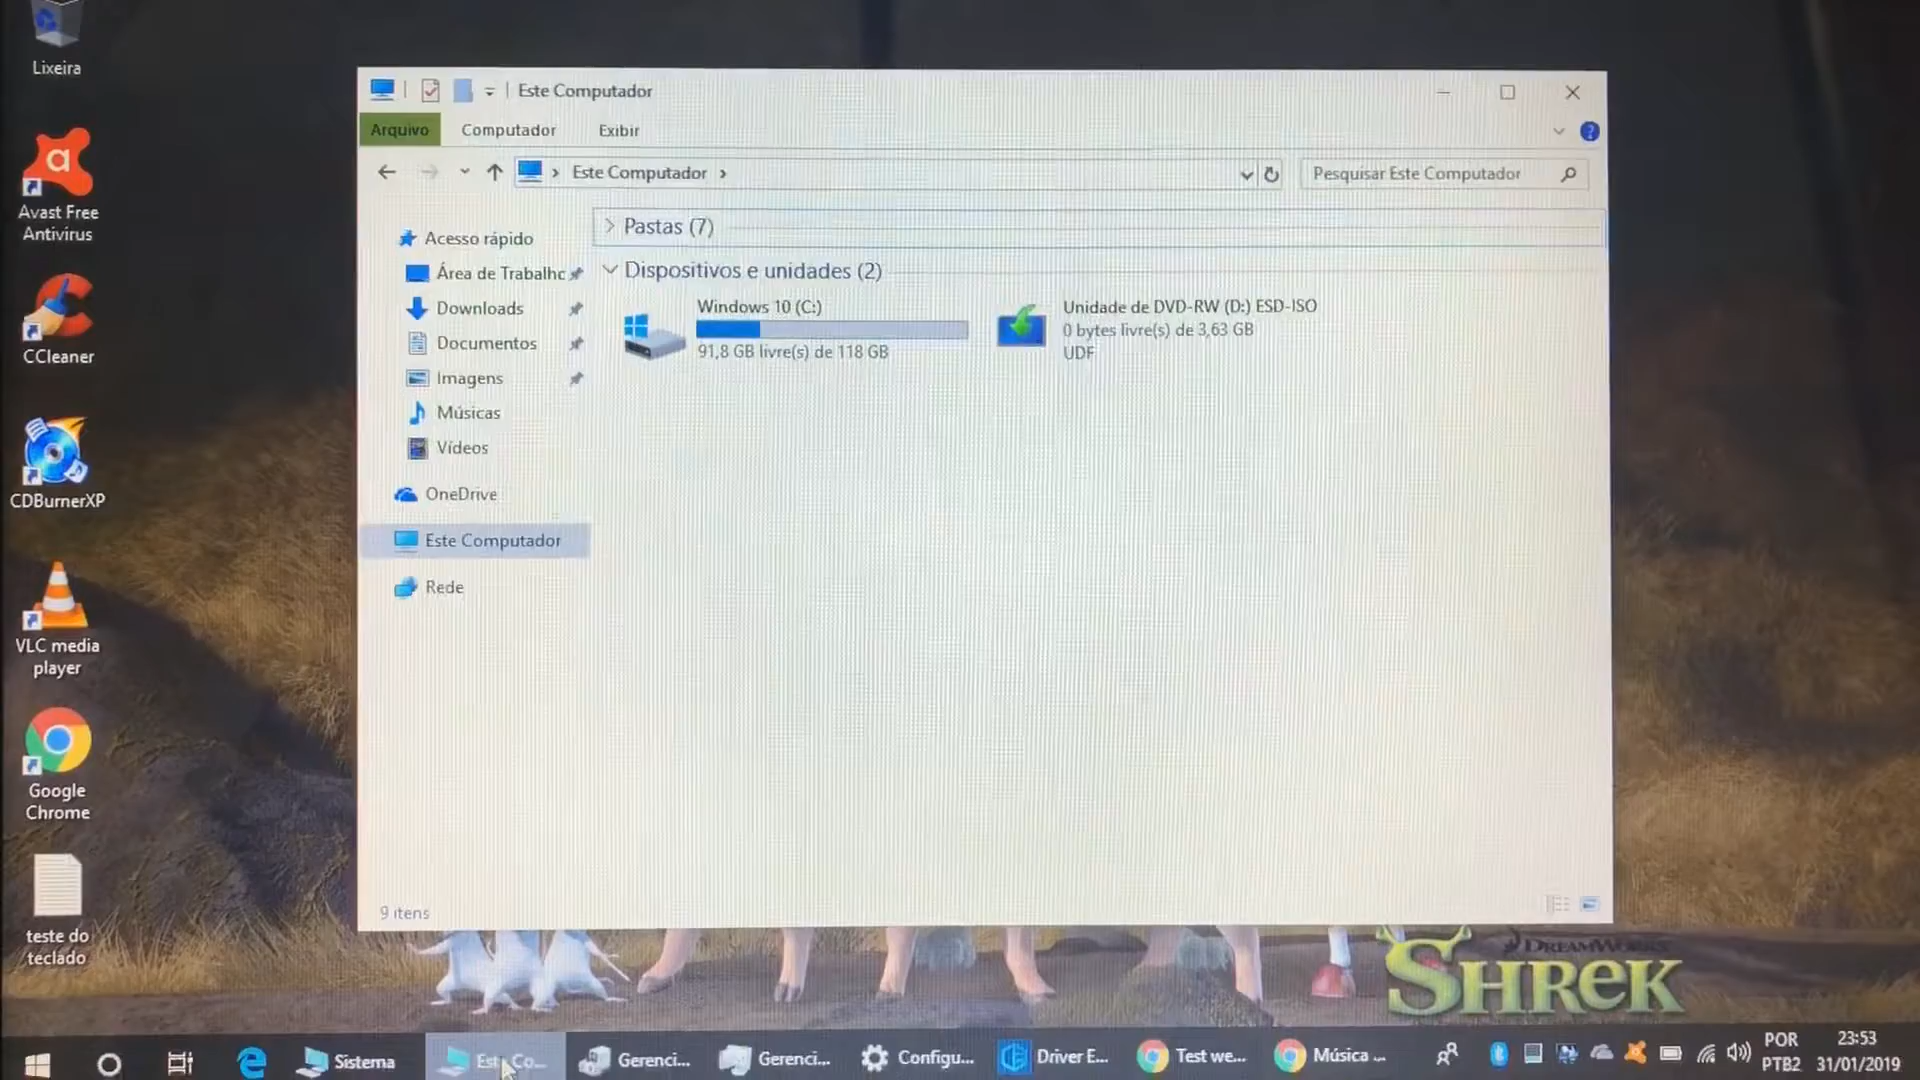 Lixeira
Avast Free
Antivirus
CCleaner
CDBurnerXP
VLC media
player
Google
Chrome
teste do
teclado
Este Computador
Arquivo
Computador
Exibir
Este Computador
Pesquisar Este Computador
Acesso rápido
Área de Trabalhc
Downloads
Documentos
Imagens
Músicas
Vídeos
OneDrive
Este Computador
Rede
Pastas (7)
Dispositivos e unidades (2)
Windows 10 (C:)
91,8 GB livre(s) de 118 GB
Unidade de DVD-RW (D:) ESD-ISO
0 bytes livre(s) de 3,63 GB
UDF
9 itens
DREAMWORKS
SHREK
Sistema
Este Co...
Gerenci...
Gerenci...
Configu...
Driver E...
Test we...
Música ...
POR
PTB2
23:53
31/01/2019